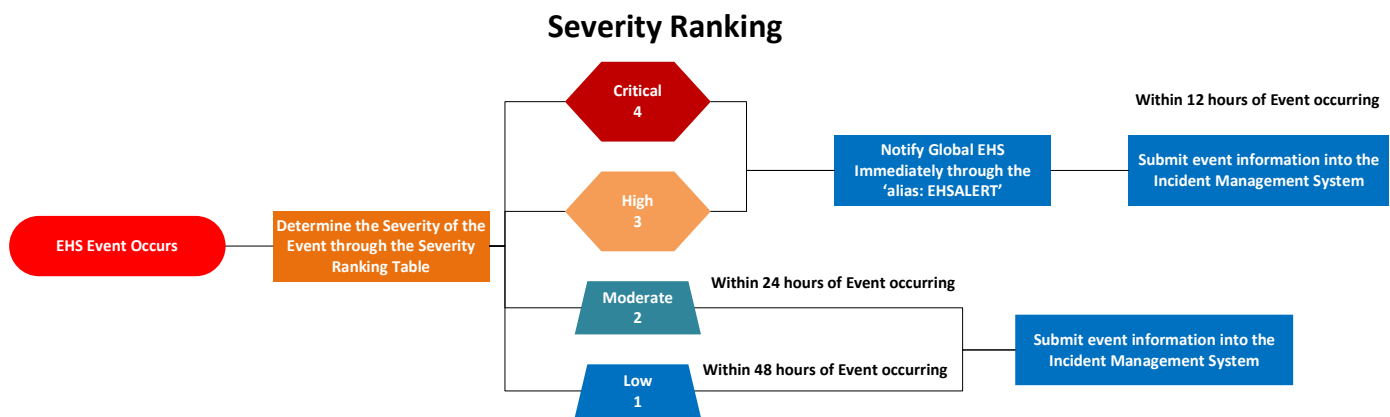 Severity Ranking
Critical
4
Within 12 hours of Event occurring
Notify Global EHS
Immediately through the
‘alias: EHSALERT’
Submit event information into the
Incident Management System
High
3
EHS Event Occurs
Determine the Severity of the
Event through the Severity
Ranking Table
Moderate
2
Within 24 hours of Event occurring
Submit event information into the
Incident Management System
Low
1
Within 48 hours of Event occurring